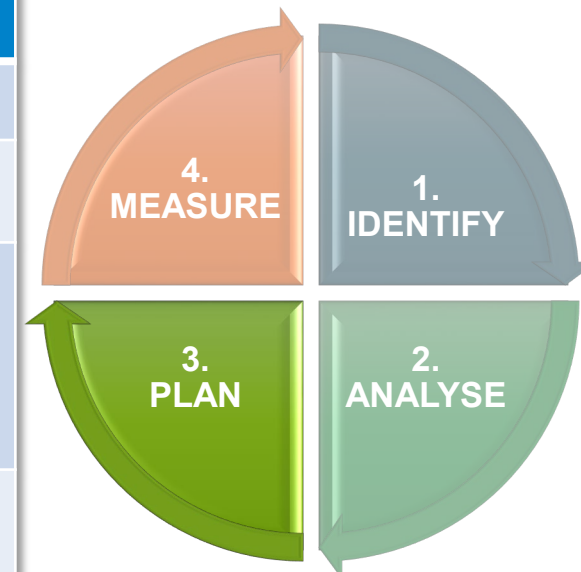 4.
MEASURE
1.
IDENTIFY
3.
PLAN
2.
ANALYSE